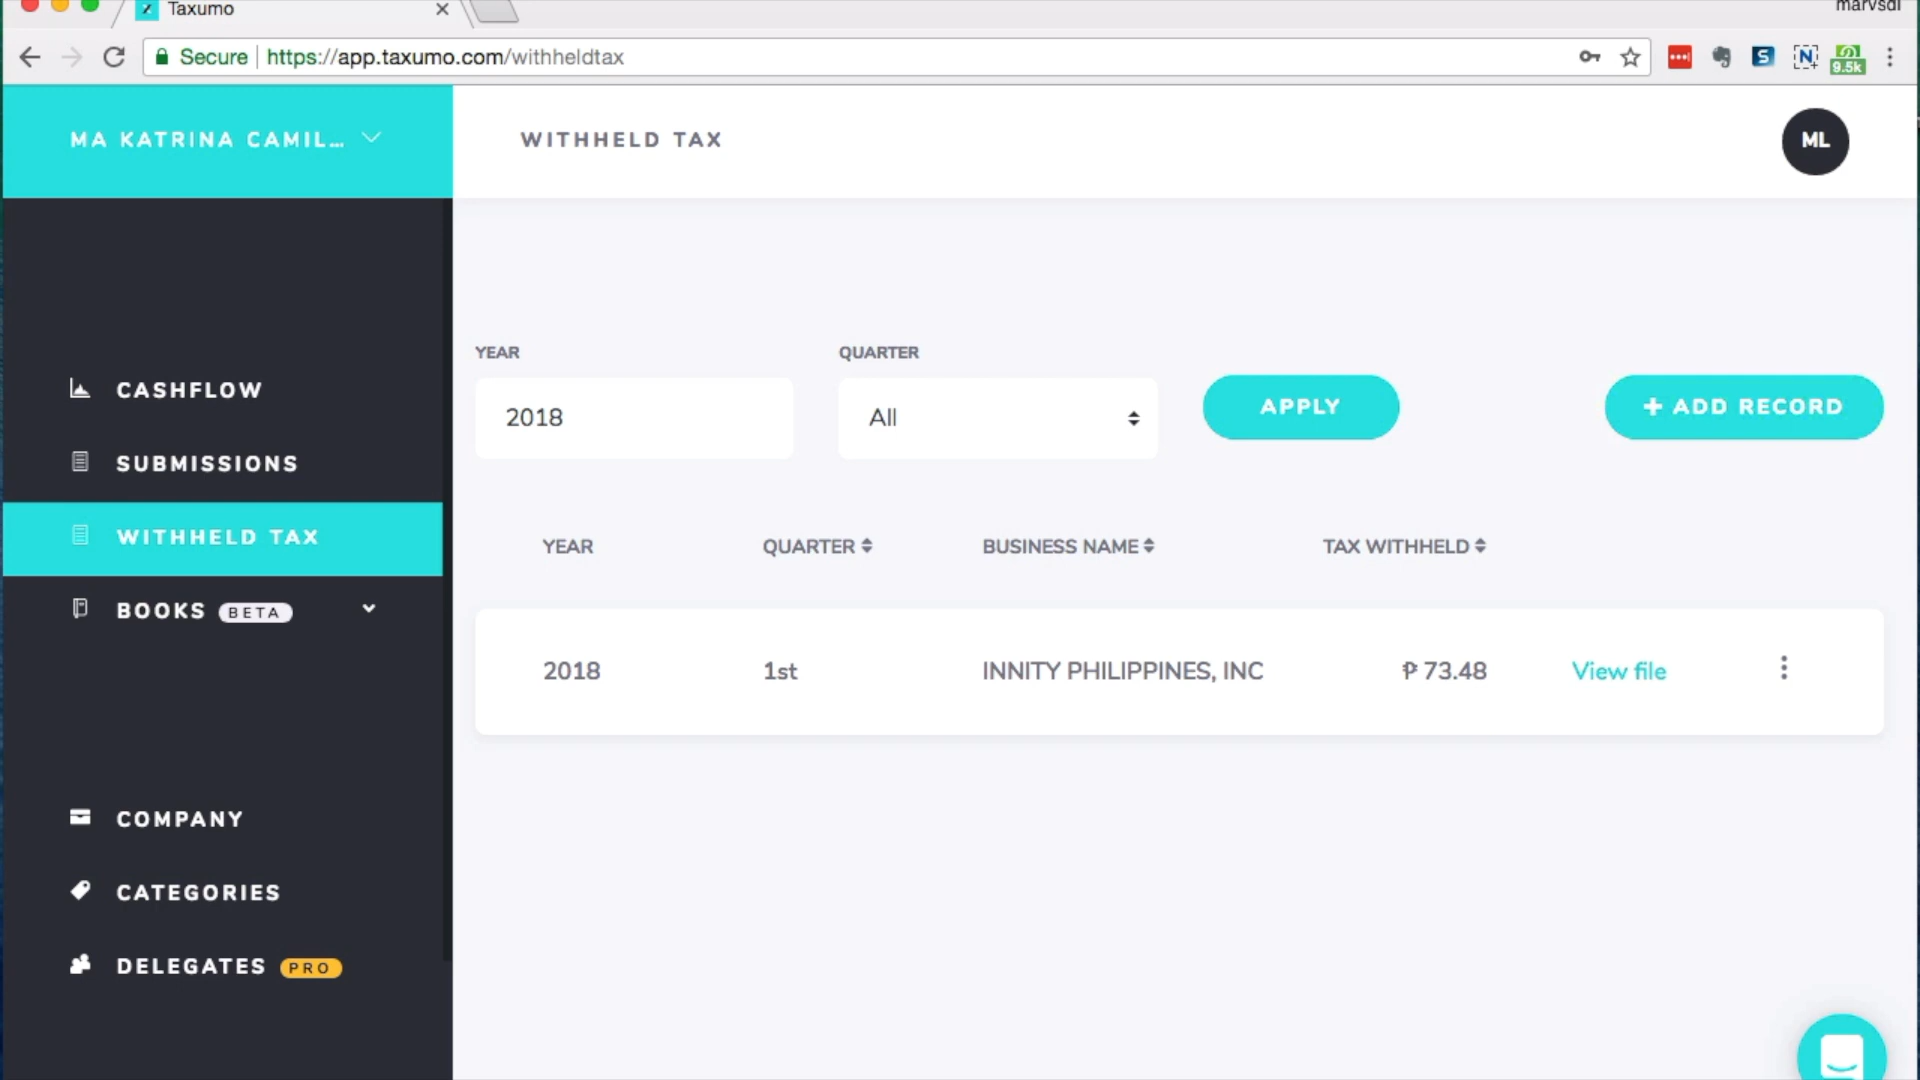 Taxumo
Secure | https://app.taxumo.com/withheldtax
9.5k
MA KATRINA CAMIL...
WITHHELD TAX
ML
CASHFLOW
SUBMISSIONS
WITHHELD TAX
BOOKS BETA
COMPANY
CATEGORIES
DELEGATES PRO
YEAR QUARTER
2018 All APPLY + ADD RECORD
YEAR QUARTER BUSINESS NAME TAX WITHHELD
2018 1st INNITY PHILIPPINES, INC ₱ 73.48 View file